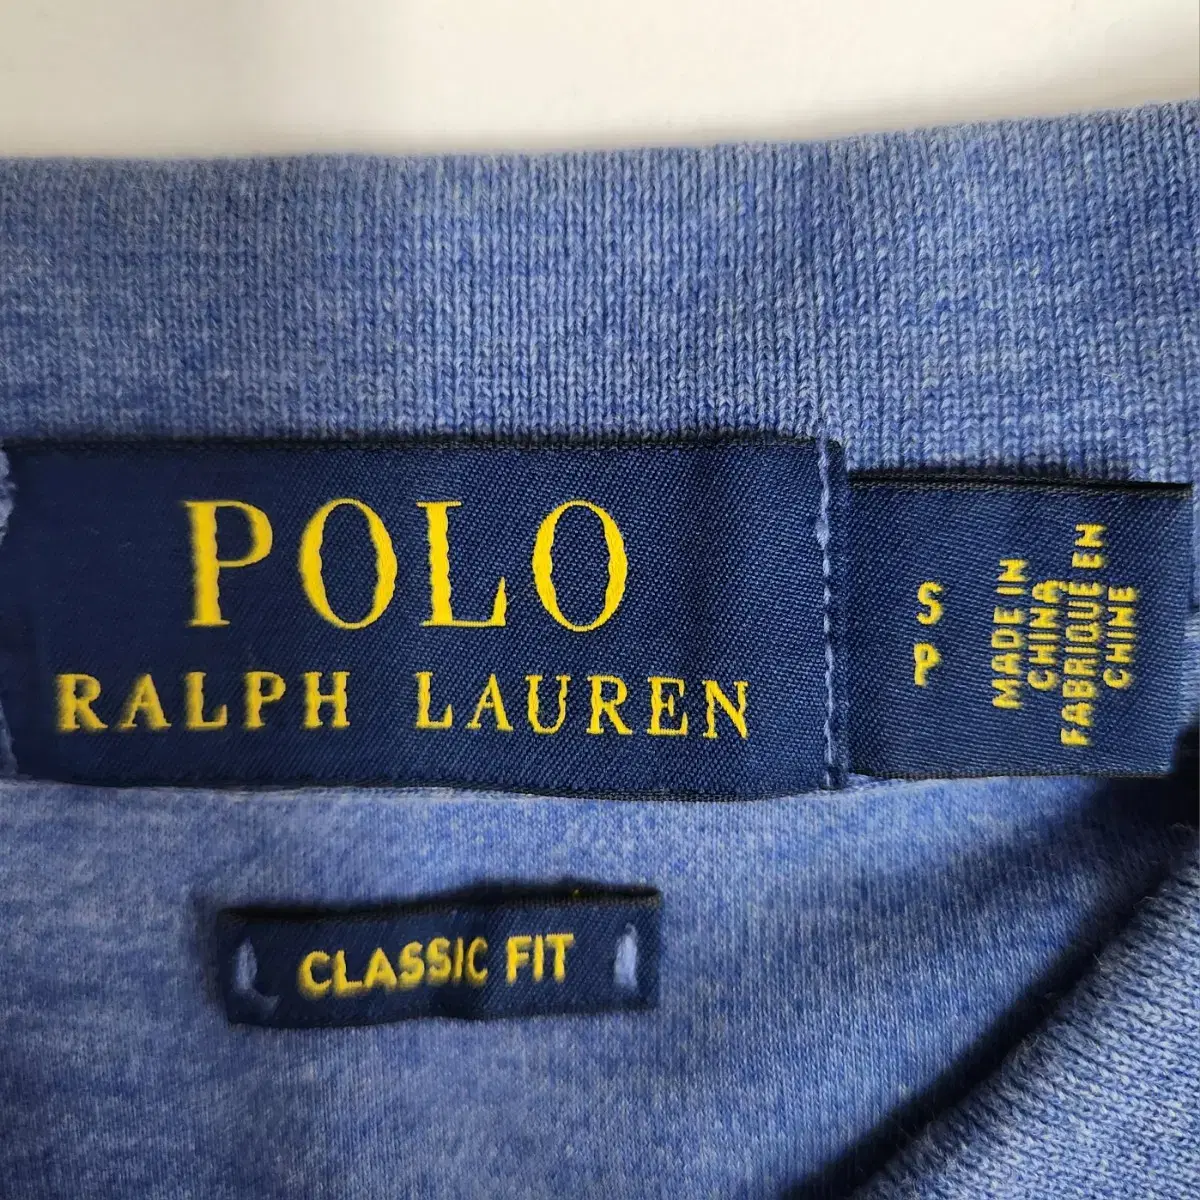 POLO
RALPH LAUREN
S
P
MADE IN
CHINA
FABRIQUE EN
CHINE
CLASSIC FIT